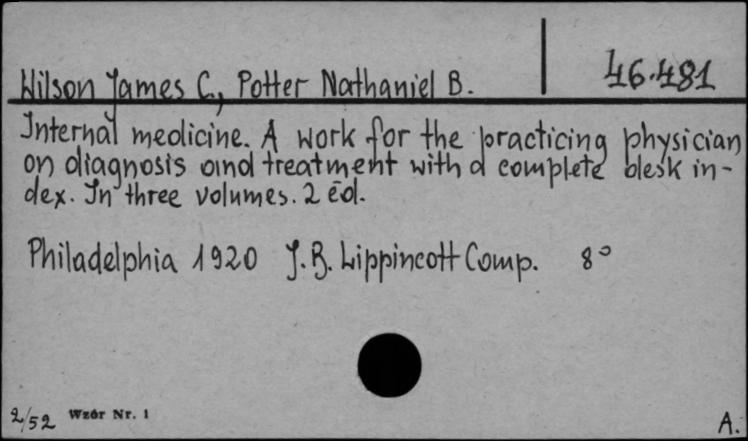 Wilson James C., Potter Nathaniel B.
46.481
Internal medicine. A work for the practicing physician
on diagnosis and treatment with a complete desk in-
dex. In three volumes. 2 ed.
Philadelphia 1920 J.B. Lippincott Comp. 8°
2/52 Wzór Nr. 1
A.